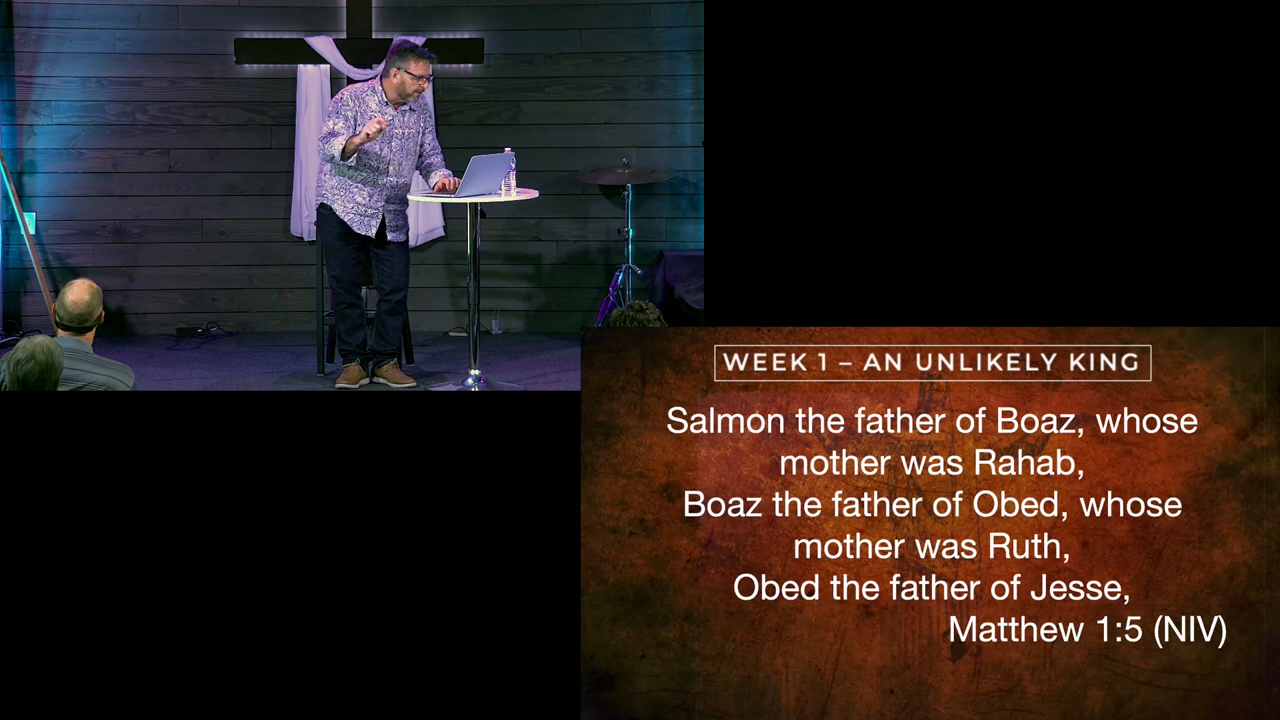 WEEK 1 – AN UNLIKELY KING
Salmon the father of Boaz, whose
mother was Rahab,
Boaz the father of Obed, whose
mother was Ruth,
Obed the father of Jesse,
Matthew 1:5 (NIV)